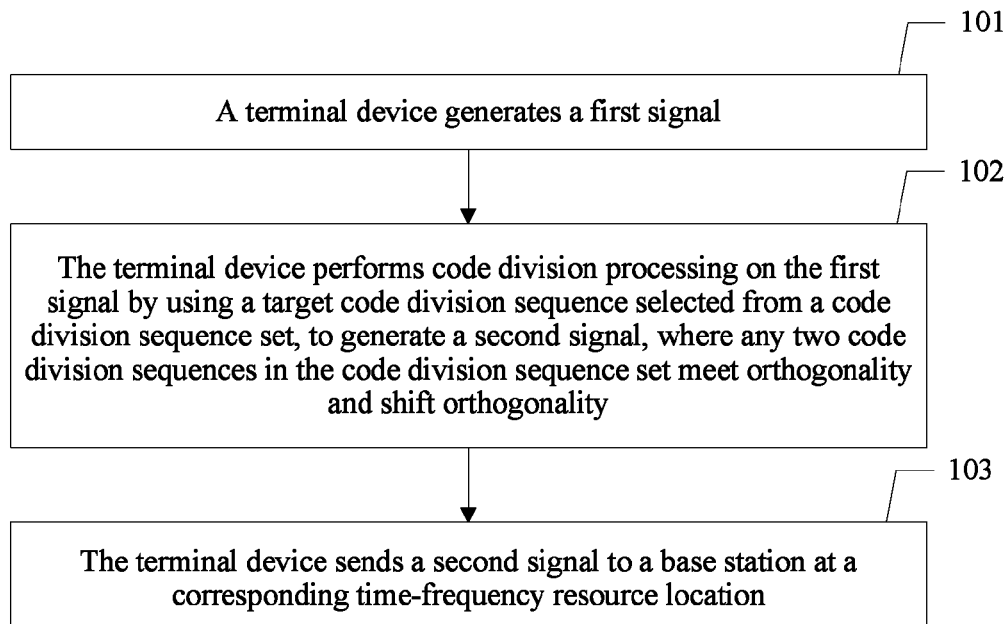 101
A terminal device generates a first signal
102
The terminal device performs code division processing on the first
signal by using a target code division sequence selected from a code
division sequence set, to generate a second signal, where any two code
division sequences in the code division sequence set meet orthogonality
and shift orthogonality
103
The terminal device sends a second signal to a base station at a
corresponding time-frequency resource location